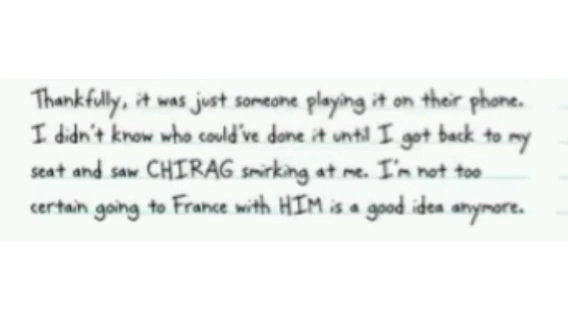 Thankfully, it was just someone playing it on their phone.
I didn't know who could've done it until I got back to my
seat and saw CHIRAG smirking at me. I'm not too
certain going to France with HIM is a good idea anymore.